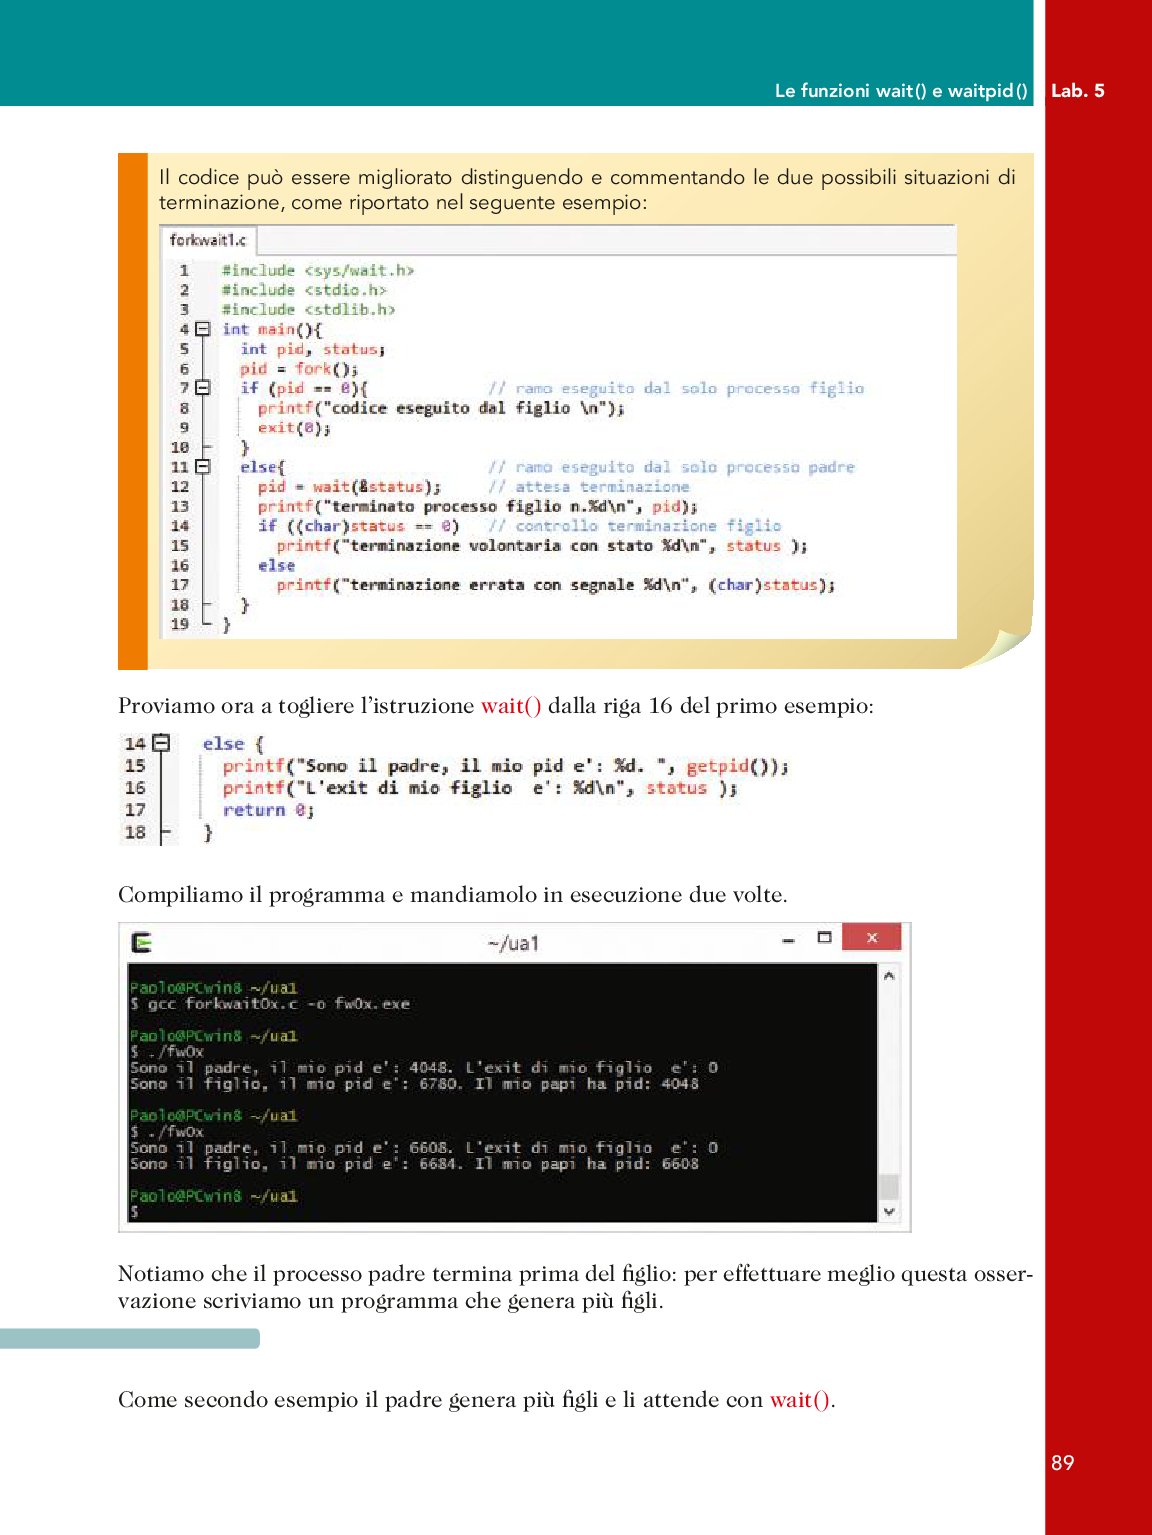 Le funzioni wait() e waitpid() Lab. 5
Il codice può essere migliorato distinguendo e commentando le due possibili situazioni di
terminazione, come riportato nel seguente esempio:
forkwait1.c
1 #include <sys/wait.h>
2 #include <stdio.h>
3 #include <stdlib.h>
4 int main(){
5 int pid, status;
6 pid = fork();
7 if (pid == 0){ // ramo eseguito dal solo processo figlio
8 printf("codice eseguito dal figlio \n");
9 exit(0);
10 }
11 else{ // ramo eseguito dal solo processo padre
12 pid = wait(&status); // attesa terminazione
13 printf("terminato processo figlio n.%d\n", pid);
14 if ((char)status == 0) // controllo terminazione figlio
15 printf("terminazione volontaria con stato %d\n", status );
16 else
17 printf("terminazione errata con segnale %d\n", (char)status);
18 }
19 }
Proviamo ora a togliere l'istruzione wait() dalla riga 16 del primo esempio:
14 else {
15 printf("Sono il padre, il mio pid e': %d. ", getpid());
16 printf("L'exit di mio figlio  e': %d\n", status );
17 return 0;
18 }
Compiliamo il programma e mandiamolo in esecuzione due volte.
~/ua1
Paolo@PCwin8 ~/ua1
$ gcc forkwait0x.c -o fw0x.exe
Paolo@PCwin8 ~/ua1
$ ./fw0x
Sono il padre, il mio pid e': 4048. L'exit di mio figlio  e': 0
Sono il figlio, il mio pid e': 6780. Il mio papi ha pid: 4048
Paolo@PCwin8 ~/ua1
$ ./fw0x
Sono il padre, il mio pid e': 6608. L'exit di mio figlio  e': 0
Sono il figlio, il mio pid e': 6684. Il mio papi ha pid: 6608
Paolo@PCwin8 ~/ua1
$
Notiamo che il processo padre termina prima del figlio: per effettuare meglio questa osser-
vazione scriviamo un programma che genera più figli.
Come secondo esempio il padre genera più figli e li attende con wait().
89